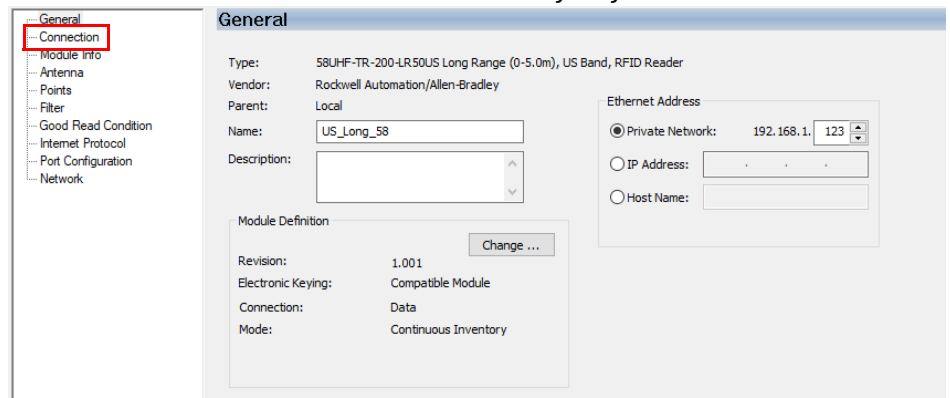 General
Connection
Module Info
Antenna
Points
Filter
Good Read Condition
Internet Protocol
Port Configuration
Network
General
Type: 58UHF-TR-200-LR50US Long Range (0-5.0m), US Band, RFID Reader
Vendor: Rockwell Automation/Allen-Bradley
Parent: Local
Name: US_Long_58
Description:
Ethernet Address
Private Network: 192.168.1. 123
IP Address: . . .
Host Name:
Module Definition
Change ...
Revision: 1.001
Electronic Keying: Compatible Module
Connection: Data
Mode: Continuous Inventory